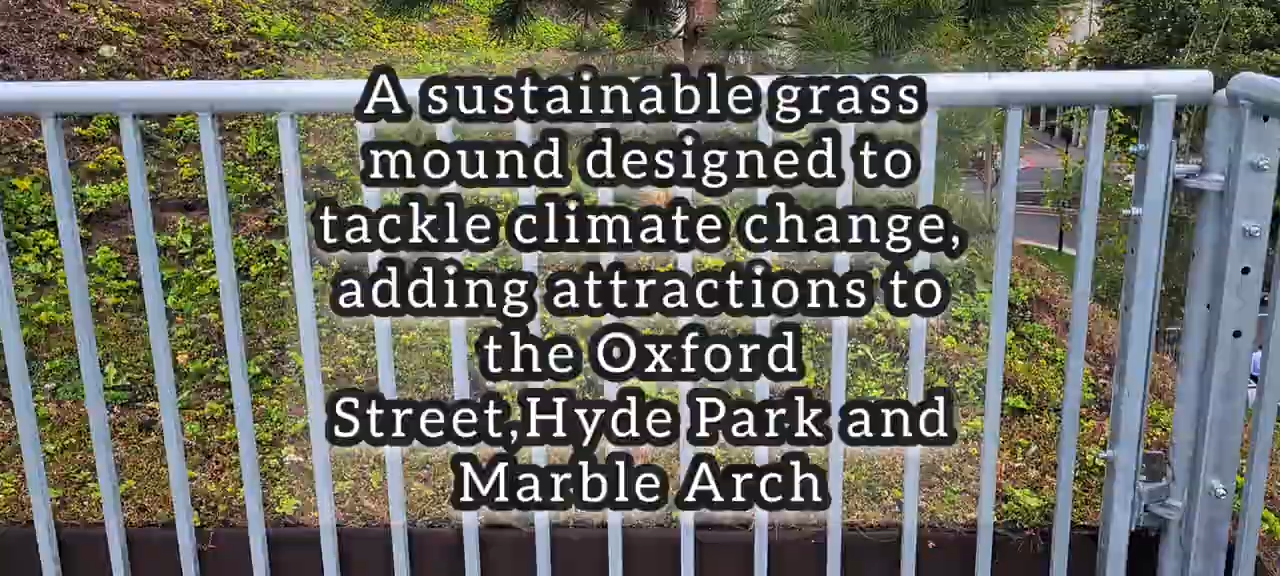 A sustainable grass
mound designed to
tackle climate change,
adding attractions to
the Oxford
Street,Hyde Park and
Marble Arch